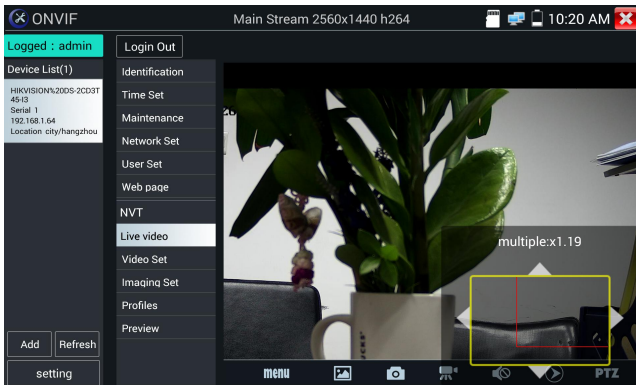 ONVIF
Main Stream 2560x1440 h264
10:20 AM
Logged : admin
Login Out
Device List(1)
HIKVISION%20DS-2CD3T
45-I3
Serial 1
192.168.1.64
Location city/hangzhou
Identification
Time Set
Maintenance
Network Set
User Set
Web page
NVT
Live video
Video Set
Imaging Set
Profiles
Preview
multiple:x1.19
Add
Refresh
setting
menu
PTZ